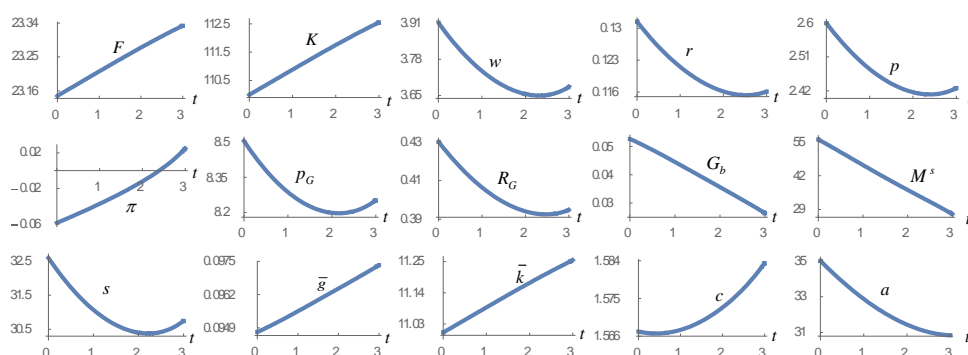 23.34 112.5 3.91 0.13 2.6
F K w r p
23.25 3.78 0.123 2.51
23.16 110.5 3.65 0.116 2.42
t t t t
0 1 2 3 0 1 2 3 0 1 2 3 0 1 2 3 0 1 2 3
0.02 8.5 0.43 0.05 55
t p_G R_G G_b M^s
-0.02 1 2 3 8.35 0.41 42
π 0.03 29
-0.06 8.2 0.39
t t t t
0 1 2 3 0 1 2 3 0 1 2 3 0 1 2 3
32.5 0.0975 11.25 1.584 35
s g̅ k̅ c a
31.5 0.0962 11.14 1.575 33
30.5 0.0949 11.03 1.566 31
t t t t t
0 1 2 3 0 1 2 3 0 1 2 3 0 1 2 3 0 1 2 3